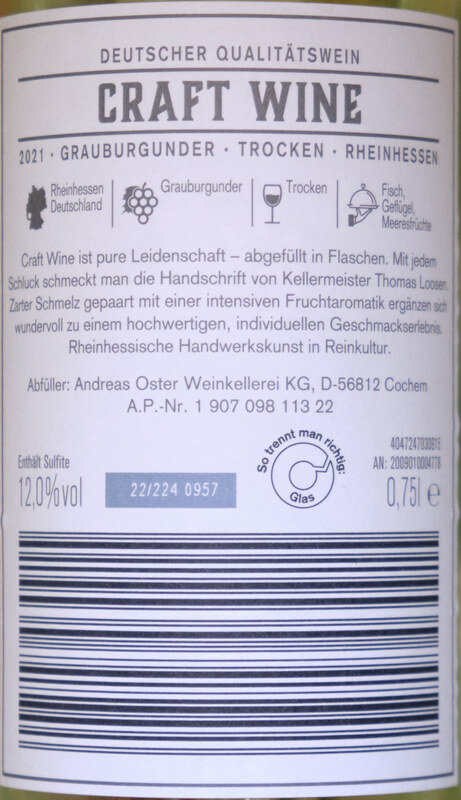 DEUTSCHER QUALITÄTSWEIN
CRAFT WINE
2021 · GRAUBURGUNDER · TROCKEN · RHEINHESSEN
Rheinhessen
Deutschland
Grauburgunder
Trocken
Fisch,
Geflügel,
Meeresfrüchte
Craft Wine ist pure Leidenschaft – abgefüllt in Flaschen. Mit jedem
Schluck schmeckt man die Handschrift von Kellermeister Thomas Loosen.
Zarter Schmelz gepaart mit einer intensiven Fruchtaromatik ergänzen sich
wundervoll zu einem hochwertigen, individuellen Geschmackserlebnis.
Rheinhessische Handwerkskunst in Reinkultur.
Abfüller: Andreas Oster Weinkellerei KG, D-56812 Cochem
A.P.-Nr. 1 907 098 113 22
Enthält Sulfite
12,0%vol
22/224 0957
So trennt man richtig:
Glas
4047247830915
AN: 2009010004778
0,75l ℮